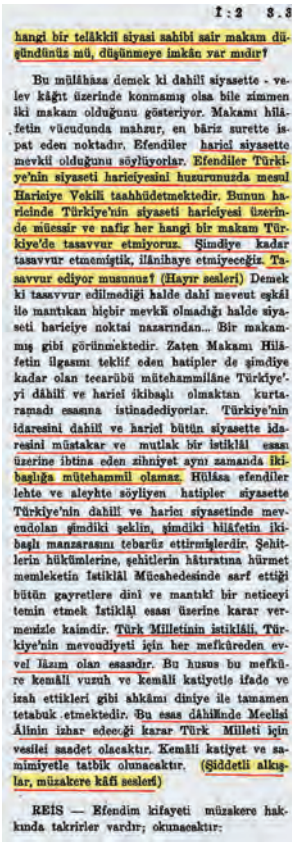 İ : 2 3.3
hangi bir telâkkii siyasi sahibi sair makam dü-
şündünüz mü, düşünmeye imkân var mıdır?
Bu mülâhaza demek ki dahilî siyasette - ve-
lev kâğıt üzerinde konmamış olsa bile zimmen
iki makam olduğunu gösteriyor. Makamı hilâ-
fetin vücudunda mahzur, en bâriz surette is-
pat eden noktadır. Efendiler haricî siyasette
mevkii olduğunu söylüyorlar. Efendiler Türki-
ye'nin siyaseti hariciyesini huzurunuzda mesul
Hariciye Vekili taahhüdetmektedir. Bunun ha-
ricinde Türkiye'nin siyaseti hariciyesi üzerin-
de müessir ve nafiz her hangi bir makam Tür-
kiye'de tasavvur etmiyoruz. Şimdiye kadar
tasavvur etmemiştik, ilânihaye etmiyeceğiz. Ta-
savvur ediyor musunuz? (Hayır sesleri) Demek
ki tasavvur edilmediği halde dahi mevcut eşkâl
ile mantıkan hiçbir mevkii olmadığı halde siya-
seti hariciye noktai nazarından... Bir makam-
mış gibi görünmektedir. Zaten Makamı Hilâ-
fetin ilgasını teklif eden hatipler de şimdiye
kadar olan tecarübü mütehammilâne Türkiye'-
yi dâhilî ve haricî ikibaşlı olmaktan kurta-
ramadı esasına istinadediyorlar. Türkiye'nin
idaresini dahilî ve haricî bütün siyasette ida-
resini müstakar ve mutlak bir istiklâl esası
üzerine ibtina eden zihniyet aynı zamanda iki-
başlığa mütehammil olamaz. Hülâsa efendiler
lehte ve aleyhte söyliyen hatipler siyasette
Türkiye'nin dahilî ve harici siyasetinde mev-
cudolan şimdiki şeklin, şimdiki hilâfetin iki-
başlı manzarasını tebarüz ettirmişlerdir. Şehit-
lerin hükümlerine, şehitlerin hâtıratına hürmet
memleketin İstiklâl Mücahedesinde sarf ettiği
bütün gayretlere dinî ve mantıkî bir neticeyi
temin etmek İstiklâl esası üzerine karar ver-
menizle kaimdir. Türk Milletinin istiklâli, Tür-
kiye'nin mevcudiyeti için her mefkûreden ev-
vel lâzım olan esasıdır. Bu husus bu mefkû-
re kemâli vuzuh ve kemâli katiyetle ifade ve
izah ettikleri gibi ahkâmı diniye ile tamamen
tetabuk etmektedir. Bu esas dâhilinde Meclisi
Âlinin izhar edeceği karar Türk Milleti için
vesilei saadet olacaktır. Kemâli katiyet ve sa-
mimiyetle tatbik olunacaktır. (Şiddetli alkış-
lar, müzakere kâfi sesleri)
REİS — Efendim kifayeti müzakere hak-
kında takrirler vardır; okunacaktır: